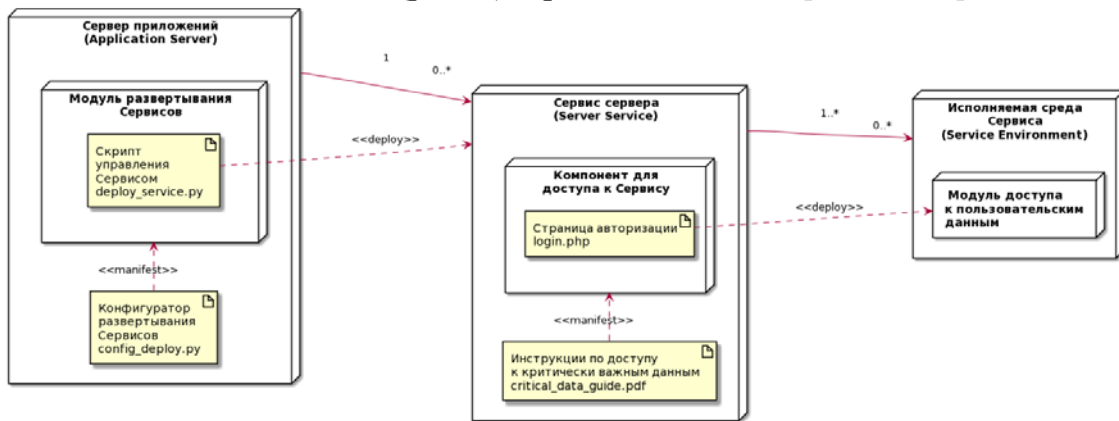 Сервер приложений
(Application Server)
Модуль развертывания
Сервисов
Скрипт
управления
Сервисом
deploy_service.py
<<manifest>>
Конфигуратор
развертывания
Сервисов
config_deploy.py
1
0..*
<<deploy>>
Сервис сервера
(Server Service)
Компонент для
доступа к Сервису
Страница авторизации
login.php
<<manifest>>
Инструкции по доступу
к критически важным данным
critical_data_guide.pdf
1..*
0..*
<<deploy>>
Исполняемая среда
Сервиса
(Service Environment)
Модуль доступа
к пользовательским
данным